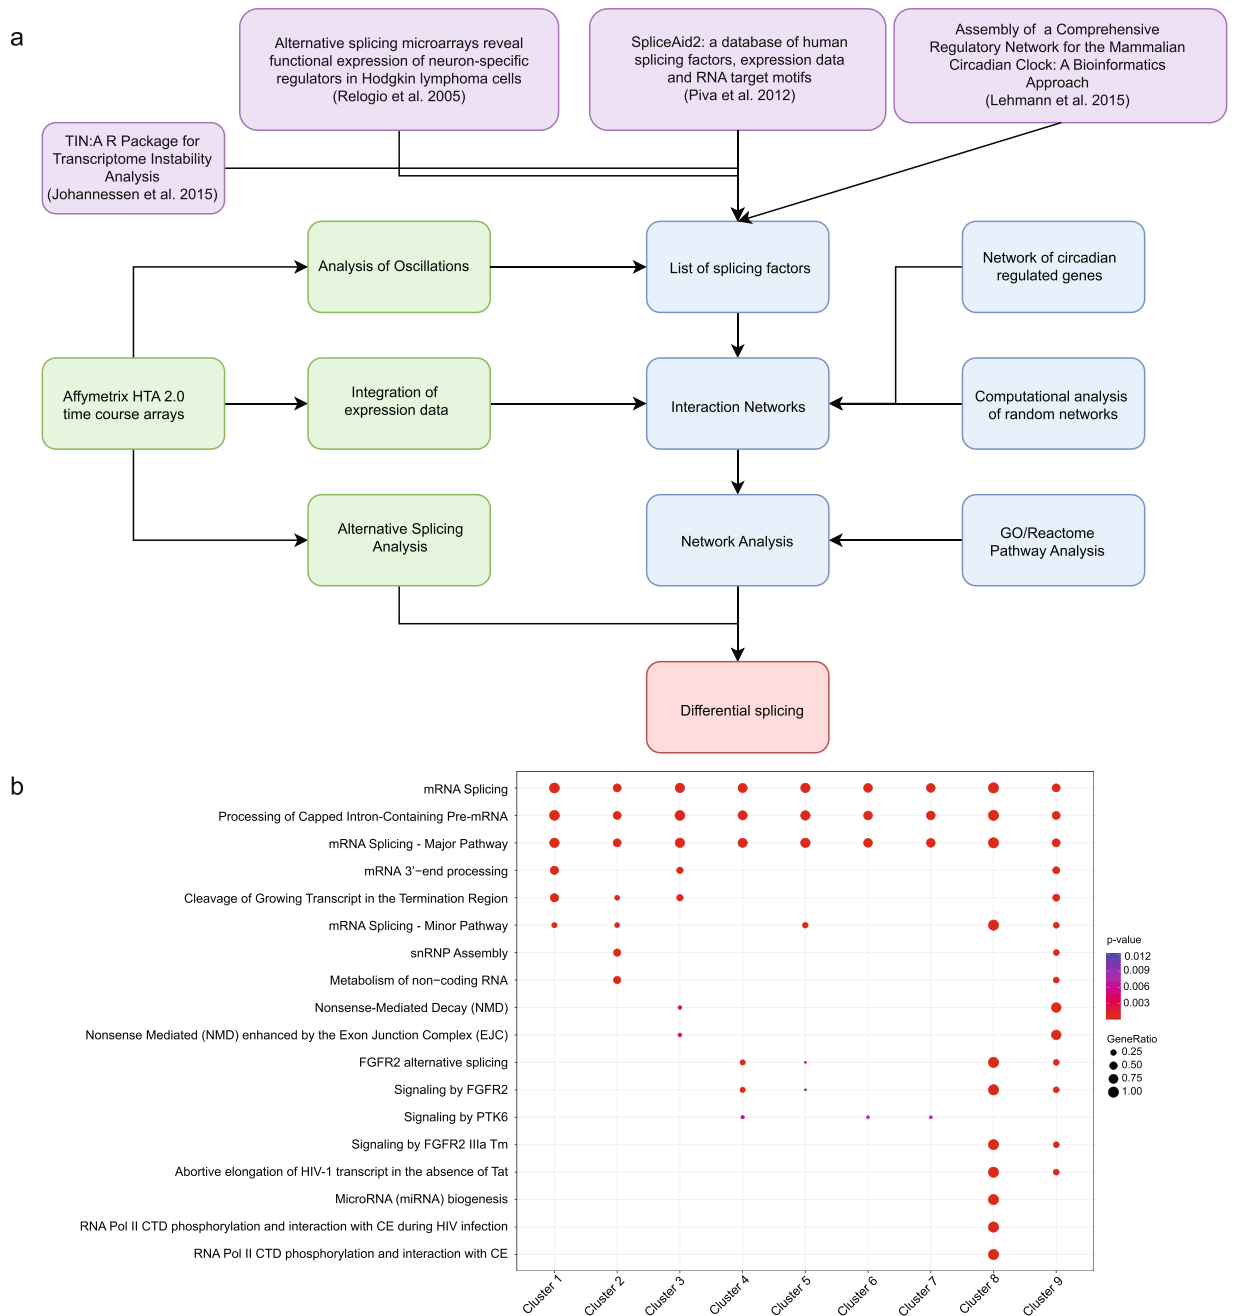 a
Alternative splicing microarrays reveal
functional expression of neuron-specific
regulators in Hodgkin lymphoma cells
(Relogio et al. 2005)
SpliceAid2: a database of human
splicing factors, expression data
and RNA target motifs
(Piva et al. 2012)
Assembly of  a Comprehensive
Regulatory Network for the Mammalian
Circadian Clock: A Bioinformatics
Approach
(Lehmann et al. 2015)
TIN:A R Package for
Transcriptome Instability
Analysis
(Johannessen et al. 2015)
Analysis of Oscillations
List of splicing factors
Network of circadian
regulated genes
Affymetrix HTA 2.0
time course arrays
Integration of
expression data
Interaction Networks
Computational analysis
of random networks
Alternative Splicing
Analysis
Network Analysis
GO/Reactome
Pathway Analysis
Differential splicing
b
mRNA Splicing
Processing of Capped Intron-Containing Pre-mRNA
mRNA Splicing - Major Pathway
mRNA 3'−end processing
Cleavage of Growing Transcript in the Termination Region
mRNA Splicing - Minor Pathway
snRNP Assembly
Metabolism of non−coding RNA
Nonsense-Mediated Decay (NMD)
Nonsense Mediated (NMD) enhanced by the Exon Junction Complex (EJC)
FGFR2 alternative splicing
Signaling by FGFR2
Signaling by PTK6
Signaling by FGFR2 IIIa Tm
Abortive elongation of HIV-1 transcript in the absence of Tat
MicroRNA (miRNA) biogenesis
RNA Pol II CTD phosphorylation and interaction with CE during HIV infection
RNA Pol II CTD phosphorylation and interaction with CE
Cluster 1
Cluster 2
Cluster 3
Cluster 4
Cluster 5
Cluster 6
Cluster 7
Cluster 8
Cluster 9
p-value
0.012
0.009
0.006
0.003
GeneRatio
0.25
0.50
0.75
1.00